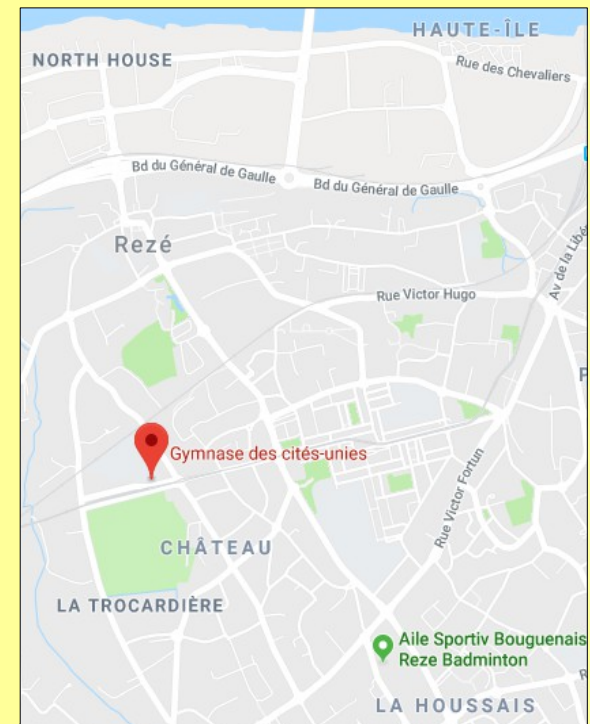 HAUTE-ÎLE
NORTH HOUSE
Rue des Chevaliers
Bd du Général de Gaulle
Bd du Général de Gaulle
Rezé
Av de la Libé
Rue Victor Hugo
P
Gymnase des cités-unies
Rue Victor Fortun
CHÂTEAU
LA TROCARDIÈRE
Aile Sportiv Bouguenais
Reze Badminton
R
LA HOUSSAIS